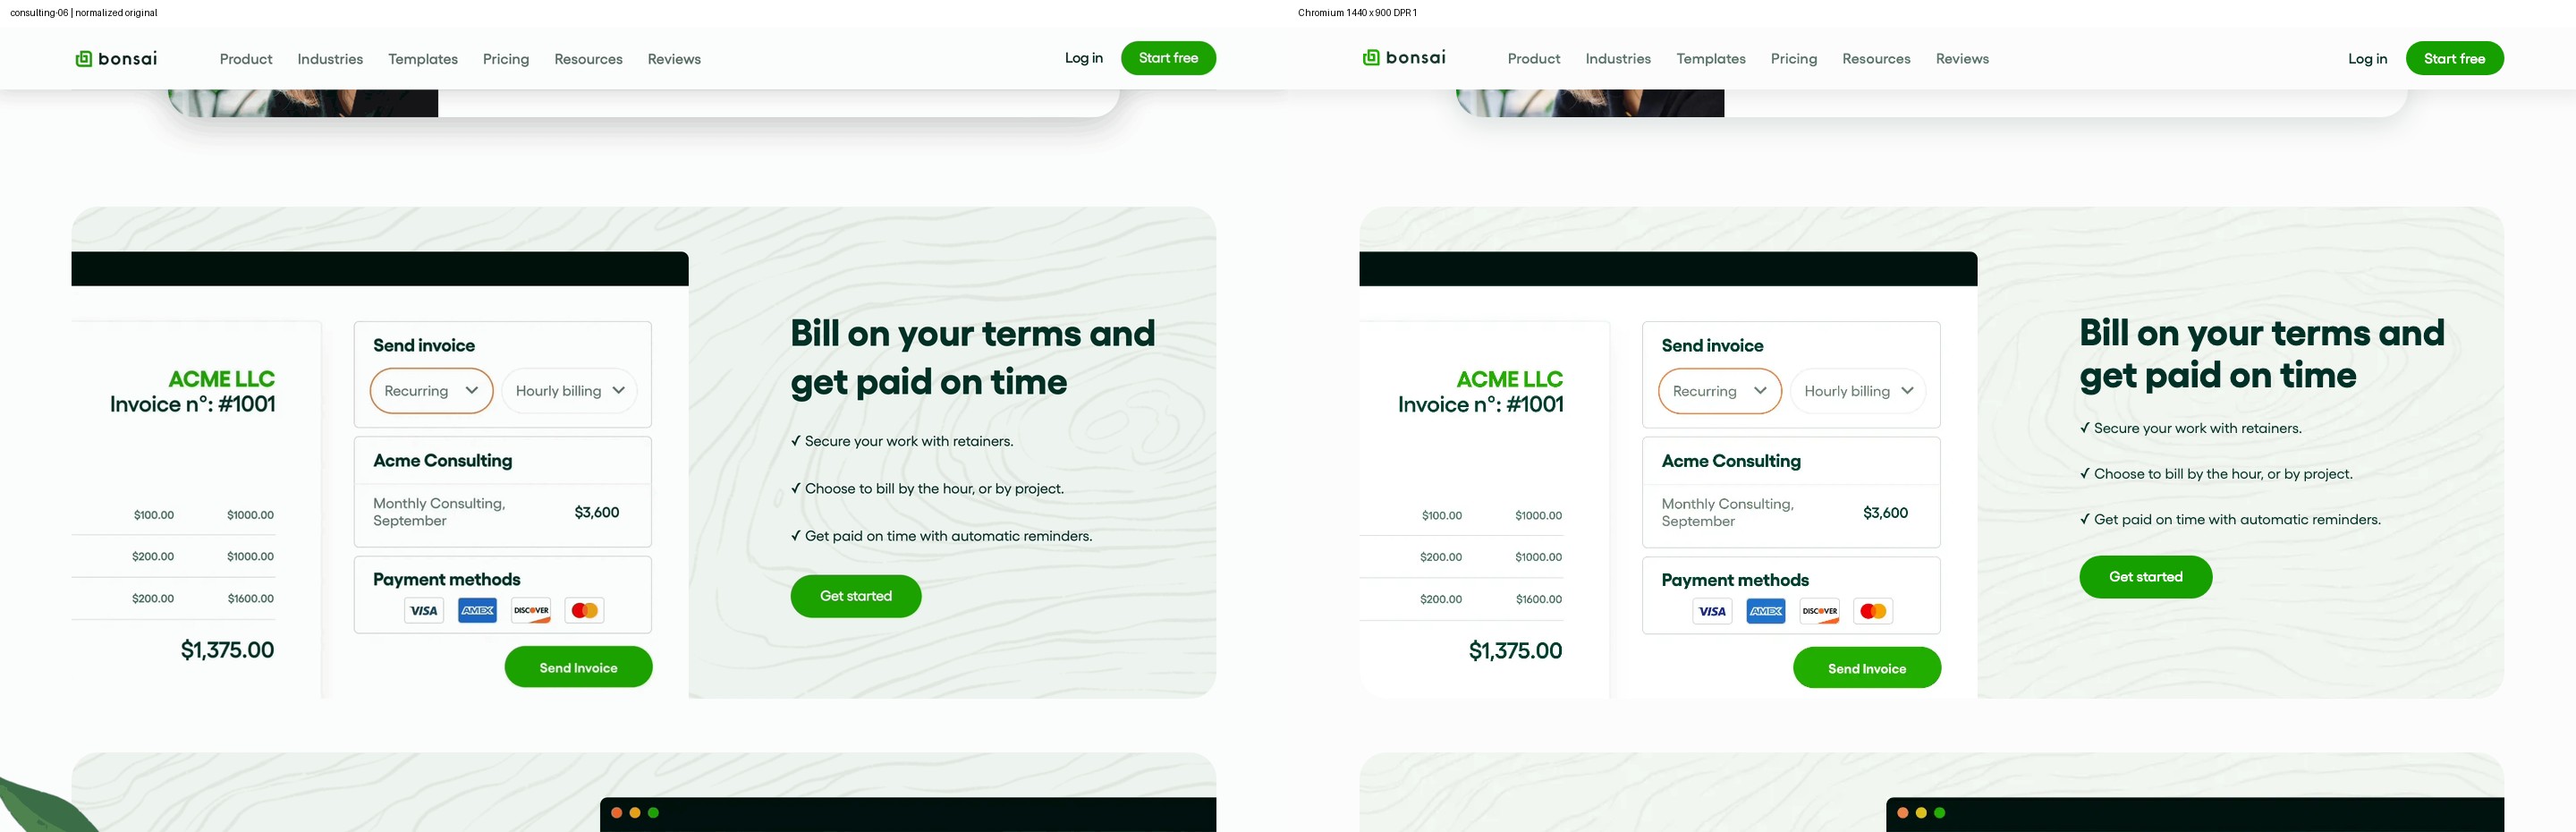 consulting-06 | normalized original
Chromium 1440 x 900 DPR 1
bonsai Product Industries Templates Pricing Resources Reviews Log in Start free
bonsai Product Industries Templates Pricing Resources Reviews Log in Start free
ACME LLC
Invoice n°: #1001
$100.00 $1000.00
$200.00 $1000.00
$200.00 $1600.00
$1,375.00
Send invoice
Recurring Hourly billing
Acme Consulting
Monthly Consulting,
September
$3,600
Payment methods
VISA AMEX DISCOVER
Send Invoice
Bill on your terms and
get paid on time
✓ Secure your work with retainers.
✓ Choose to bill by the hour, or by project.
✓ Get paid on time with automatic reminders.
Get started
ACME LLC
Invoice n°: #1001
$100.00 $1000.00
$200.00 $1000.00
$200.00 $1600.00
$1,375.00
Send invoice
Recurring Hourly billing
Acme Consulting
Monthly Consulting,
September
$3,600
Payment methods
VISA AMEX DISCOVER
Send Invoice
Bill on your terms and
get paid on time
✓ Secure your work with retainers.
✓ Choose to bill by the hour, or by project.
✓ Get paid on time with automatic reminders.
Get started